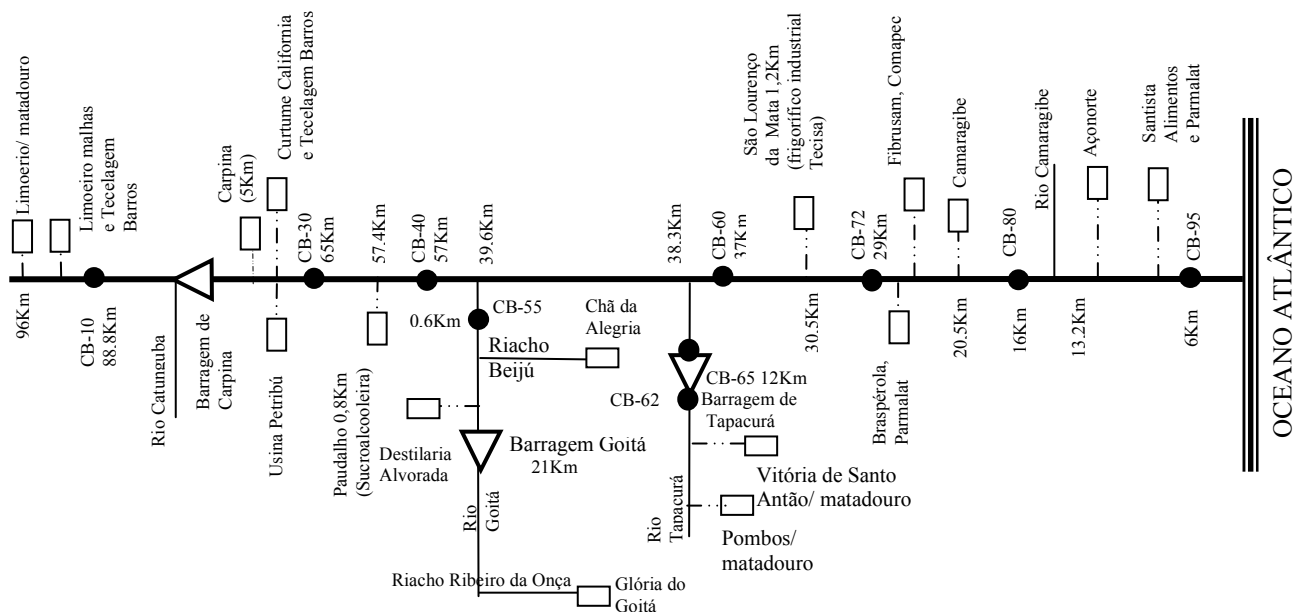 Limoerio/ matadouro
Limoeiro malhas
e Tecelagem
Barros
Carpina
(5Km)
Curtume California
e Tecelagem Barros
CB-30
65Km
57.4Km
CB-40
57Km
39.6Km
38.3Km
CB-60
37Km
São Lourenço
da Mata 1,2Km
(frigorífico industrial
Tecisa)
CB-72
29Km
Fibrusam, Comapec
Camaragibe
CB-80
Rio Camaragibe
Açonorte
Santista
Alimentos
e Parmalat
CB-95
OCEANO ATLÂNTICO
96Km
CB-10
88.8Km
Rio Catunguba
Barragem de
Carpina
Usina Petribú
Paudalho 0,8Km
(Sucroalcooleira)
0.6Km
CB-55
Riacho
Beijú
Chã da
Alegria
Destilaria
Alvorada
Barragem Goitá
21Km
Rio
Goitá
Riacho Ribeiro da Onça
Glória do
Goitá
CB-65 12Km
CB-62
Barragem de
Tapacurá
Vitória de Santo
Antão/ matadouro
Rio
Tapacurá
Pombos/
matadouro
30.5Km
Braspérola,
Parmalat
20.5Km
16Km
13.2Km
6Km